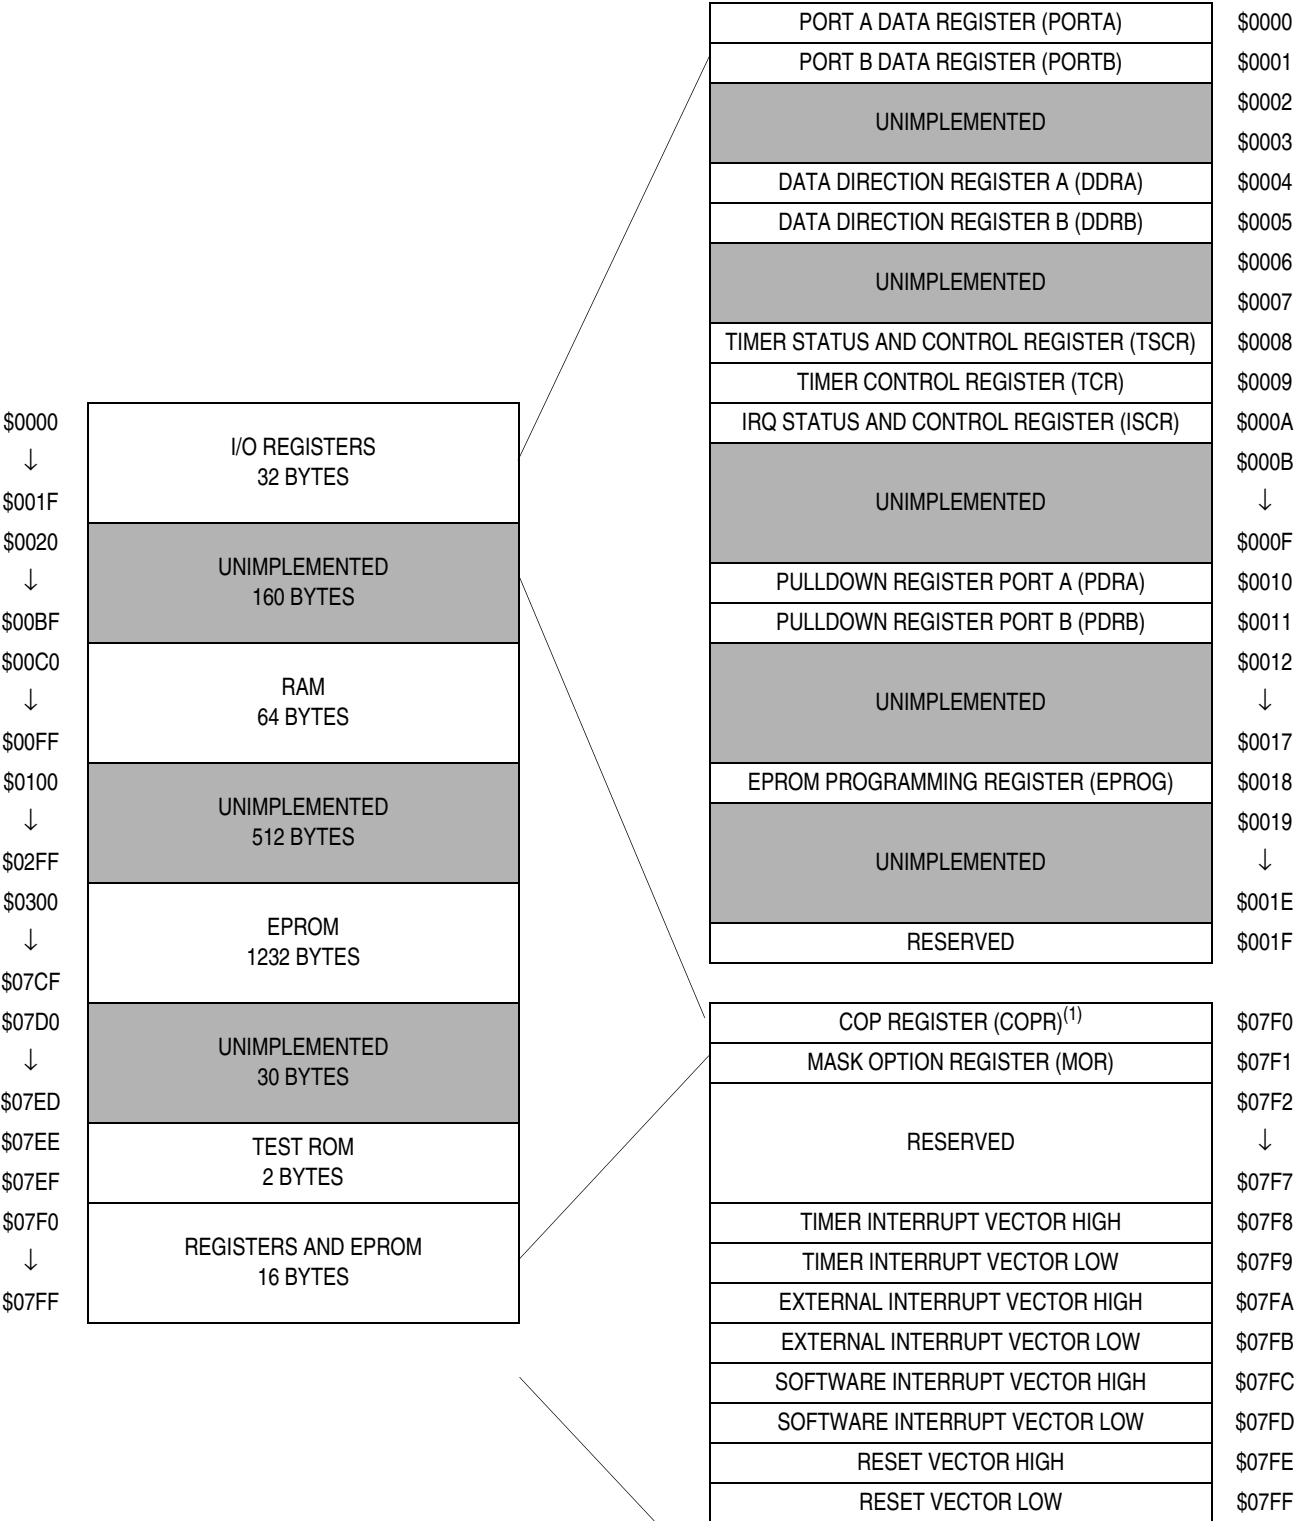 $0000
↓
$001F
I/O REGISTERS
32 BYTES
$0020
↓
$00BF
UNIMPLEMENTED
160 BYTES
$00C0
↓
$00FF
RAM
64 BYTES
$0100
↓
$02FF
UNIMPLEMENTED
512 BYTES
$0300
↓
$07CF
EPROM
1232 BYTES
$07D0
↓
$07ED
UNIMPLEMENTED
30 BYTES
$07EE
$07EF
TEST ROM
2 BYTES
$07F0
↓
$07FF
REGISTERS AND EPROM
16 BYTES
PORT A DATA REGISTER (PORTA) $0000
PORT B DATA REGISTER (PORTB) $0001
UNIMPLEMENTED
$0002
$0003
DATA DIRECTION REGISTER A (DDRA) $0004
DATA DIRECTION REGISTER B (DDRB) $0005
UNIMPLEMENTED
$0006
$0007
TIMER STATUS AND CONTROL REGISTER (TSCR) $0008
TIMER CONTROL REGISTER (TCR) $0009
IRQ STATUS AND CONTROL REGISTER (ISCR) $000A
UNIMPLEMENTED
$000B
↓
$000F
PULLDOWN REGISTER PORT A (PDRA) $0010
PULLDOWN REGISTER PORT B (PDRB) $0011
UNIMPLEMENTED
$0012
↓
$0017
EPROM PROGRAMMING REGISTER (EPROG) $0018
UNIMPLEMENTED
$0019
↓
$001E
RESERVED $001F
COP REGISTER (COPR)(1) $07F0
MASK OPTION REGISTER (MOR) $07F1
RESERVED
$07F2
↓
$07F7
TIMER INTERRUPT VECTOR HIGH $07F8
TIMER INTERRUPT VECTOR LOW $07F9
EXTERNAL INTERRUPT VECTOR HIGH $07FA
EXTERNAL INTERRUPT VECTOR LOW $07FB
SOFTWARE INTERRUPT VECTOR HIGH $07FC
SOFTWARE INTERRUPT VECTOR LOW $07FD
RESET VECTOR HIGH $07FE
RESET VECTOR LOW $07FF